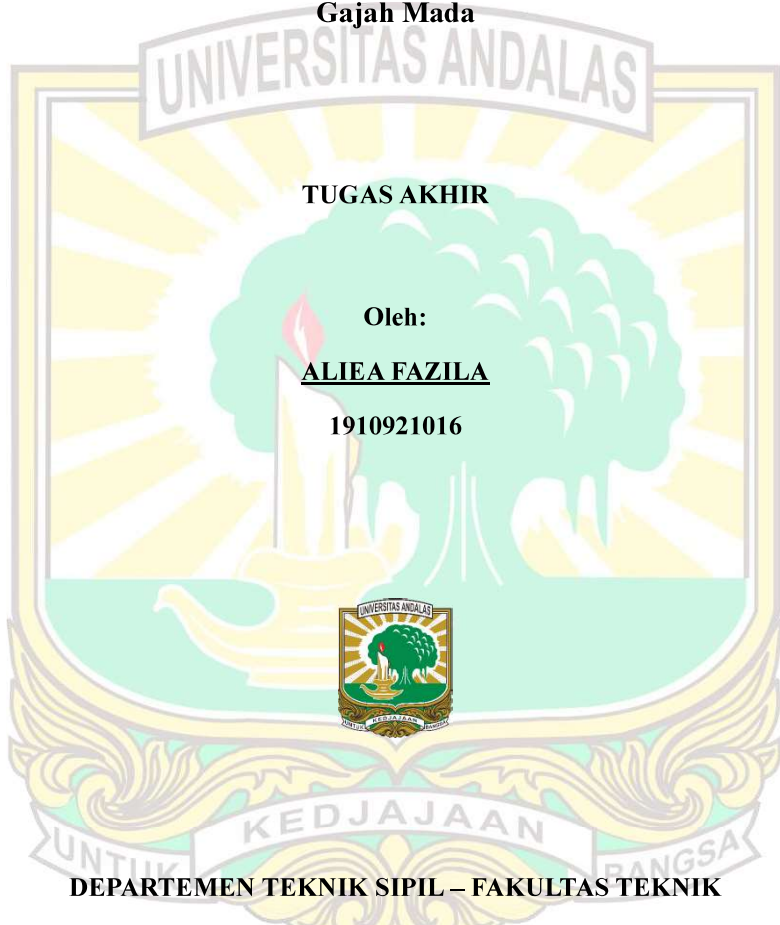 Gajah Mada
UNIVERSITAS ANDALAS
TUGAS AKHIR
Oleh:
ALIEA FAZILA
1910921016
UNIVERSITAS ANDALAS
UNTUK KEDJAJAAN BANGSA
KEDJAJAAN
UNTUK BANGSA
DEPARTEMEN TEKNIK SIPIL – FAKULTAS TEKNIK